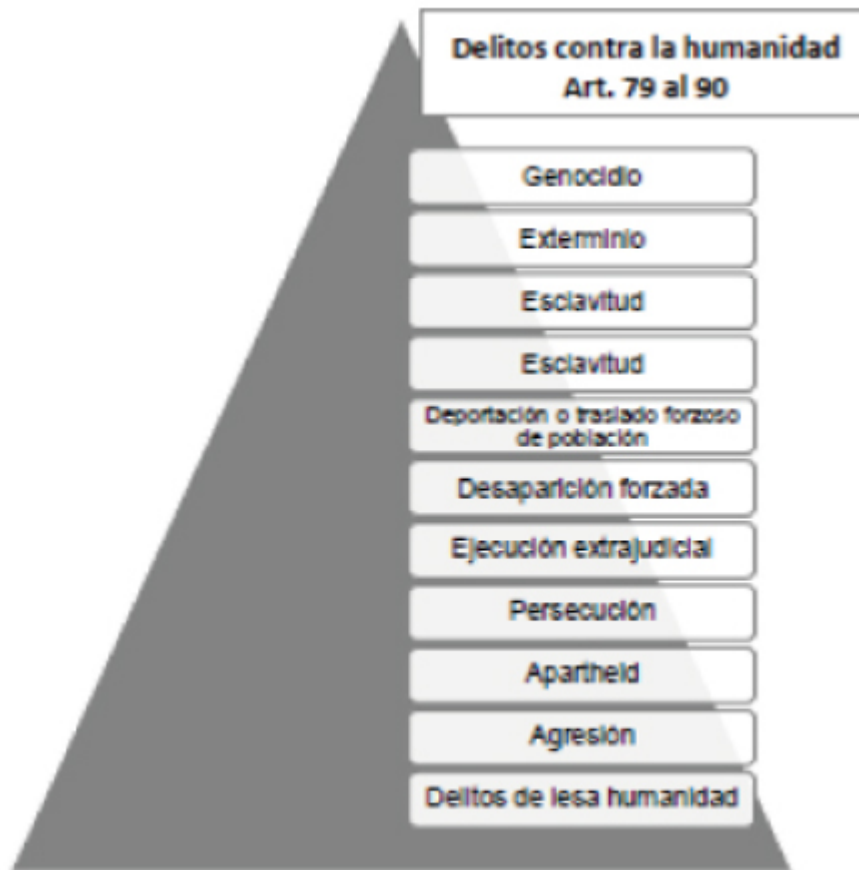 Delitos contra la humanidad
Art. 79 al 90
Genocidio
Exterminio
Esclavitud
Esclavitud
Deportación o traslado forzoso
de población
Desaparición forzada
Ejecución extrajudicial
Persecución
Apartheid
Agresión
Delitos de lesa humanidad